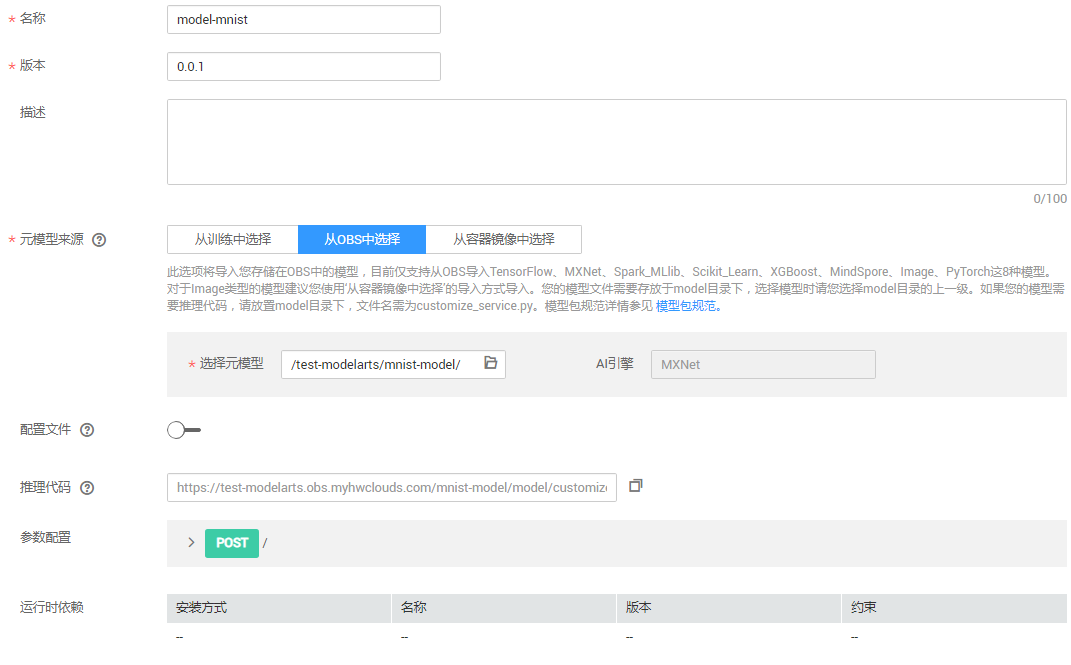 * 名称 model-mnist
* 版本 0.0.1
描述
0/100
* 元模型来源 ? 从训练中选择 从OBS中选择 从容器镜像中选择
此选项将导入您存储在OBS中的模型，目前仅支持从OBS导入TensorFlow、MXNet、Spark_MLlib、Scikit_Learn、XGBoost、MindSpore、Image、PyTorch这8种模型。
对于Image类型的模型建议您使用'从容器镜像中选择'的导入方式导入。您的模型文件需要存放于model目录下，选择模型时请您选择model目录的上一级。如果您的模型需
要推理代码，请放置model目录下，文件名需为customize_service.py。模型包规范详情参见 模型包规范。
* 选择元模型 /test-modelarts/mnist-model/ AI引擎 MXNet
配置文件 ?
推理代码 ? https://test-modelarts.obs.myhwclouds.com/mnist-model/model/customize
参数配置 > POST /
运行时依赖 安装方式 名称 版本 约束
-- -- -- --